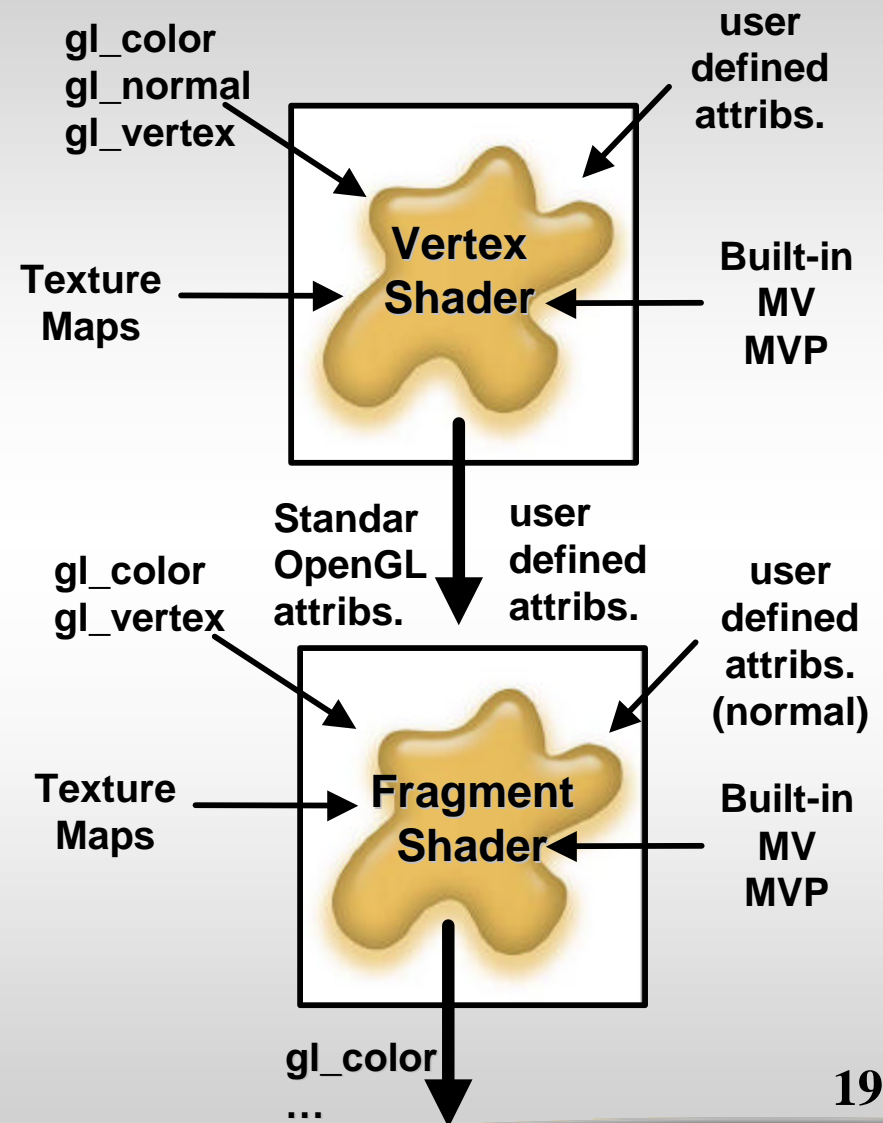 gl_color
gl_normal
gl_vertex
user
defined
attribs.
Vertex
Shader
Texture
Maps
Built-in
MV
MVP
Standar
OpenGL
attribs.
user
defined
attribs.
gl_color
gl_vertex
user
defined
attribs.
(normal)
Texture
Maps
Fragment
Shader
Built-in
MV
MVP
gl_color
...
19